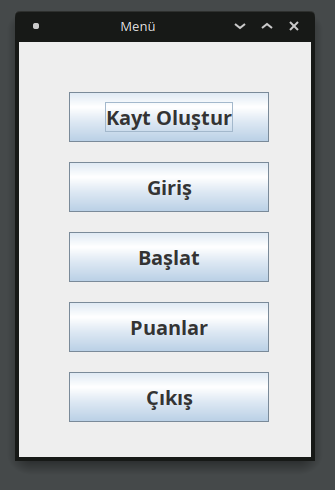 Menü
Kayt Oluştur
Giriş
Başlat
Puanlar
Çıkış